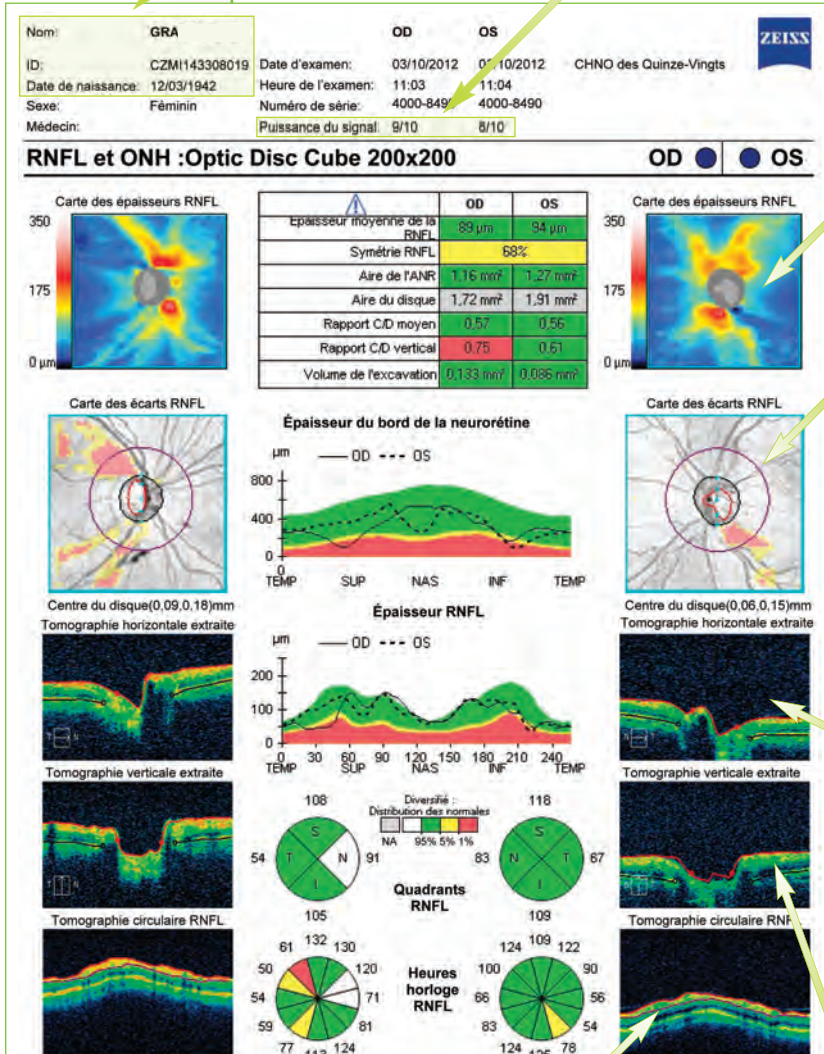 Nom: GRA OD OS
ZEISS
ID: CZMI143308019 Date d'examen: 03/10/2012 03/10/2012 CHNO des Quinze-Vingts
Date de naissance: 12/03/1942 Heure de l'examen: 11:03 11:04
Sexe: Féminin Numéro de série: 4000-8490 4000-8490
Médecin: Puissance du signal: 9/10 8/10
RNFL et ONH :Optic Disc Cube 200x200 OD OS
Carte des épaisseurs RNFL
350
175
0 µm
OD OS
Epaisseur moyenne de la RNFL 89 µm 94 µm
Symétrie RNFL 68%
Aire de l'ANR 1,16 mm² 1,27 mm²
Aire du disque 1,72 mm² 1,91 mm²
Rapport C/D moyen 0,57 0,56
Rapport C/D vertical 0,75 0,61
Volume de l'excavation 0,133 mm³ 0,086 mm³
Carte des épaisseurs RNFL
350
175
0 µm
Carte des écarts RNFL
Centre du disque(0,09,0,18)mm
Épaisseur du bord de la neurorétine
µm OD OS
800
400
0
0
TEMP SUP NAS INF TEMP
Carte des écarts RNFL
Centre du disque(0,06,0,15)mm
Tomographie horizontale extraite
T N
Épaisseur RNFL
µm OD OS
200
100
0
0 30 60 90 120 150 180 210 240
TEMP SUP NAS INF TEMP
Tomographie horizontale extraite
Tomographie verticale extraite
Diversifié :
Distribution des normales
NA 95% 5% 1%
108
S
54 T N 91
I
105
Quadrants
RNFL
118
S
83 N T 67
I
109
Tomographie verticale extraite
Tomographie circulaire RNFL
61 132 130
50 120
54 71
59 81
77 124
Heures
horloge
RNFL
124 109 122
100 90
66 56
83 54
124 78
Tomographie circulaire RNFL